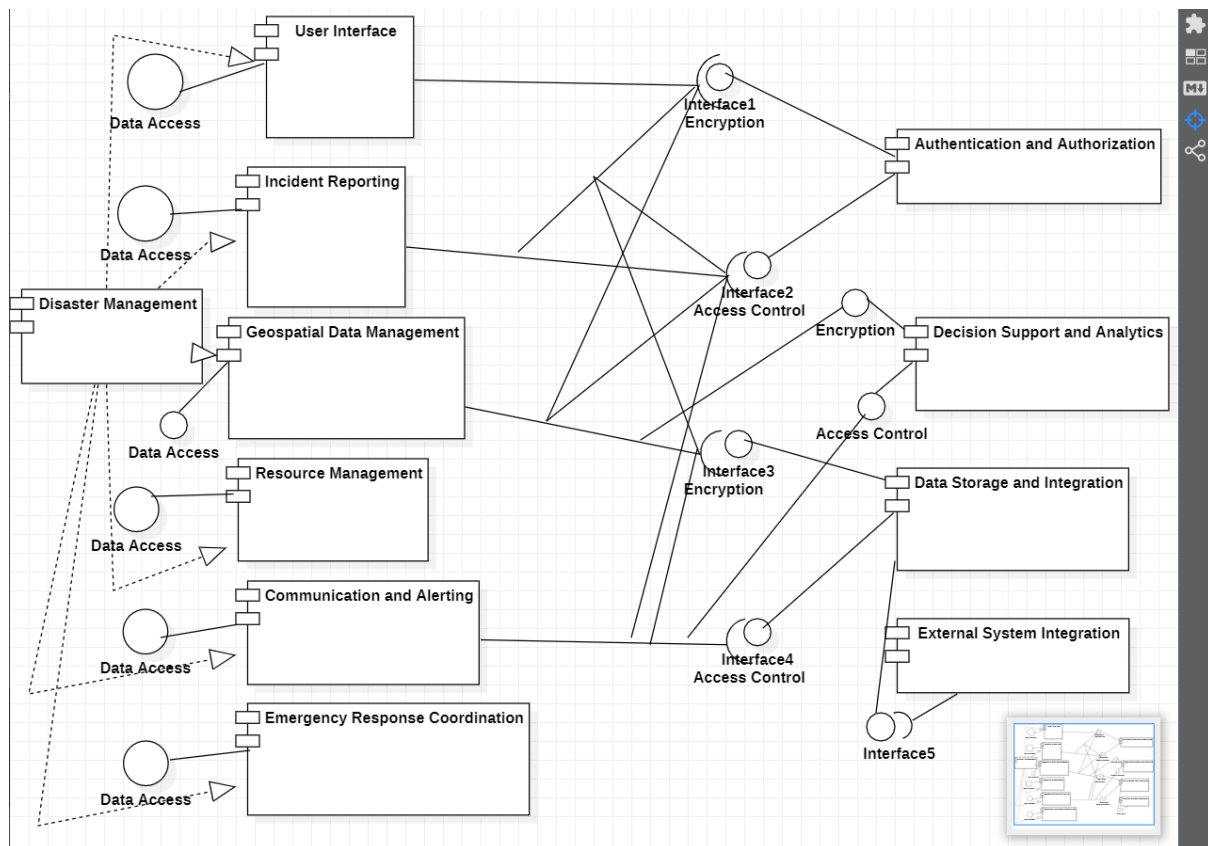 User Interface
Data Access
Interface1
Encryption
Authentication and Authorization
Incident Reporting
Data Access
Disaster Management
Interface2
Access Control
Geospatial Data Management
Encryption
Decision Support and Analytics
Data Access
Access Control
Resource Management
Interface3
Encryption
Data Storage and Integration
Data Access
Communication and Alerting
Data Access
Interface4
Access Control
External System Integration
Emergency Response Coordination
Data Access
Interface5
M